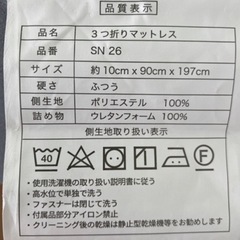 品質表示
品名 3つ折りマットレス
品番 SN 26
サイズ 約10cm x 90cm x 197cm
硬さ ふつう
側生地 ポリエステル 100%
詰め物 ウレタンフォーム 100%
側生地取り扱い表示
40 F
・使用洗濯機の取り扱い説明書に従う
・高水位で単独で洗う
・ファスナーは閉じて洗う
・付属品部分アイロン禁止
・クリーニング後の乾燥は静止型乾燥機等をお勧めします